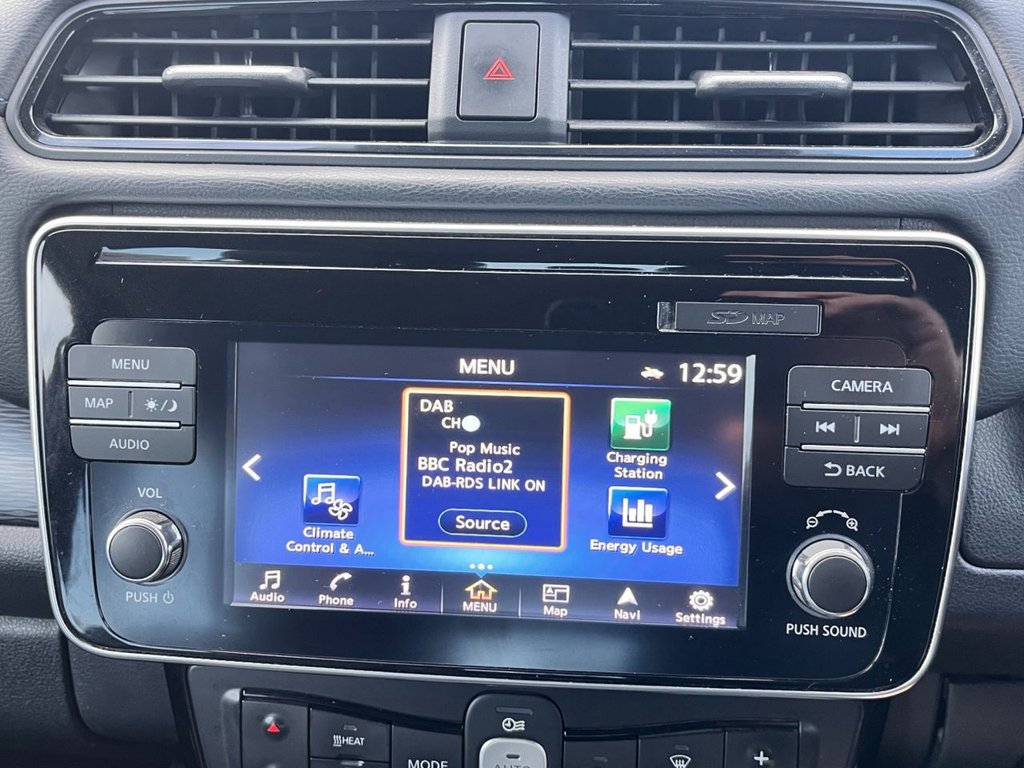 SD MAP
MENU
MAP
AUDIO
VOL
PUSH
MENU
12:59
DAB
CH
Pop Music
BBC Radio2
DAB-RDS LINK ON
Source
Climate
Control & A...
Charging
Station
Energy Usage
Audio
Phone
Info
MENU
Map
Navi
Settings
CAMERA
BACK
PUSH SOUND
HEAT
MODE
AUTO